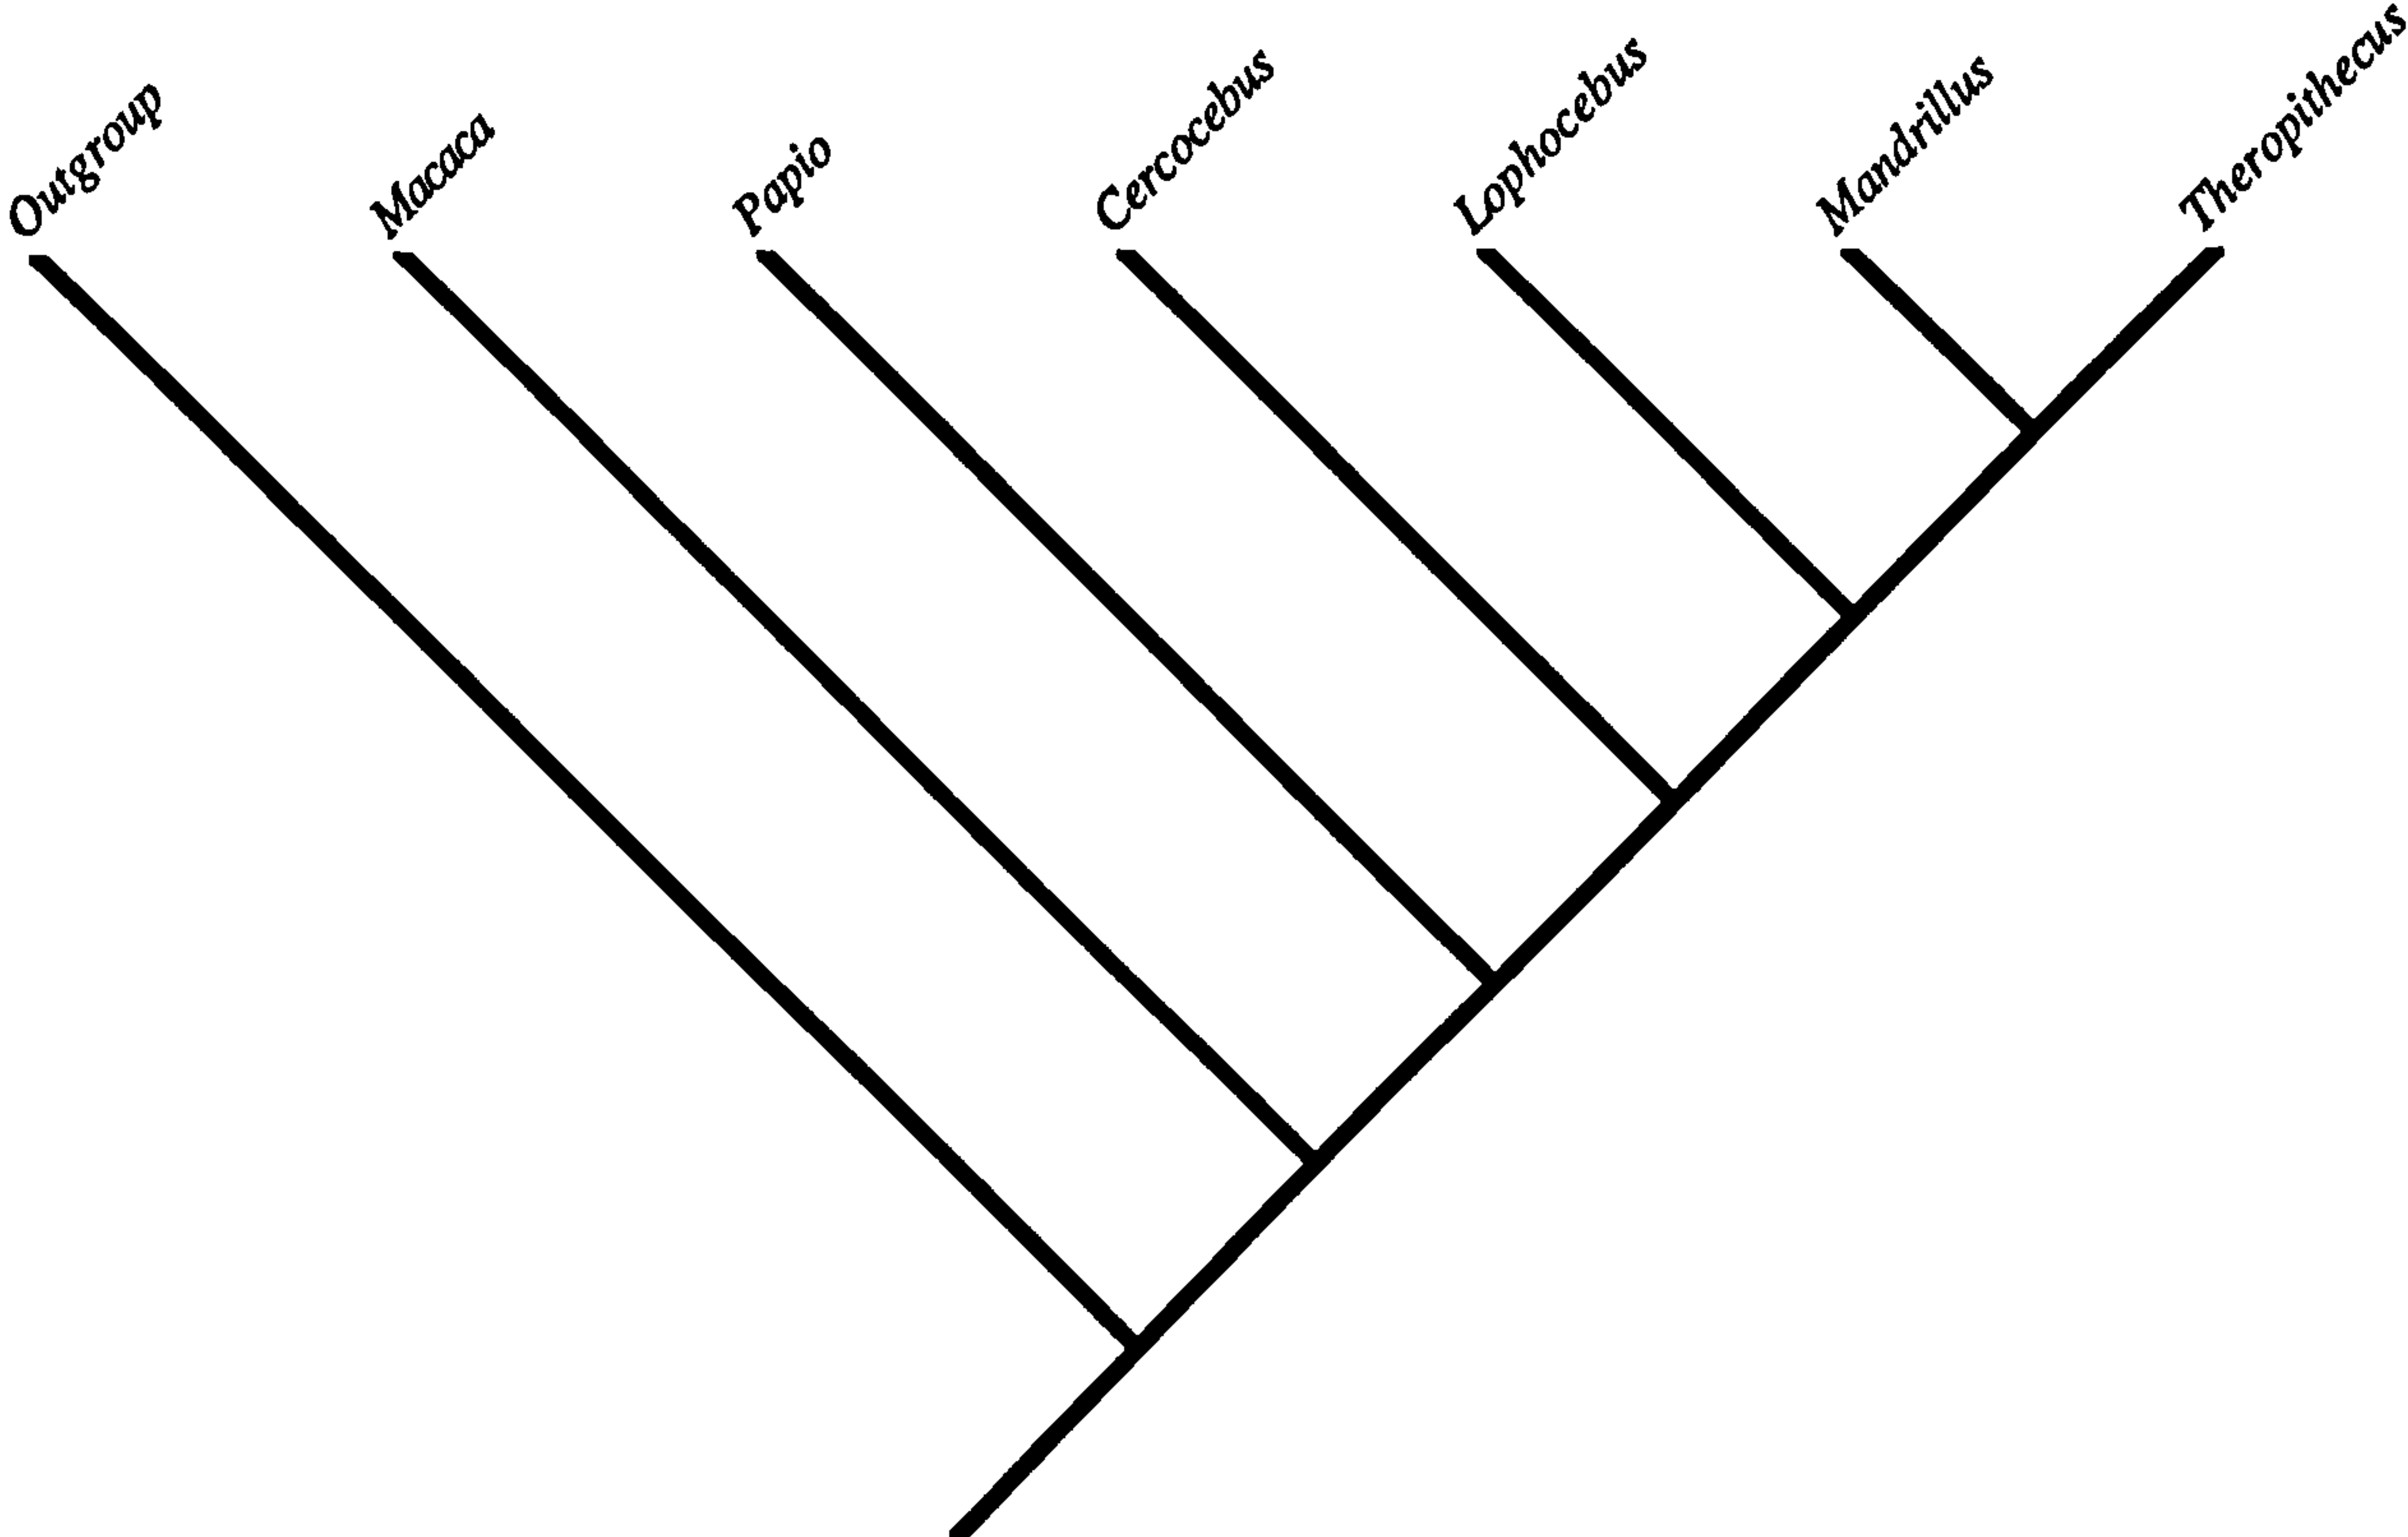 Outgroup
Macaca
Papio
Cercocebus
Lophocebus
Mandrillus
Theropithecus